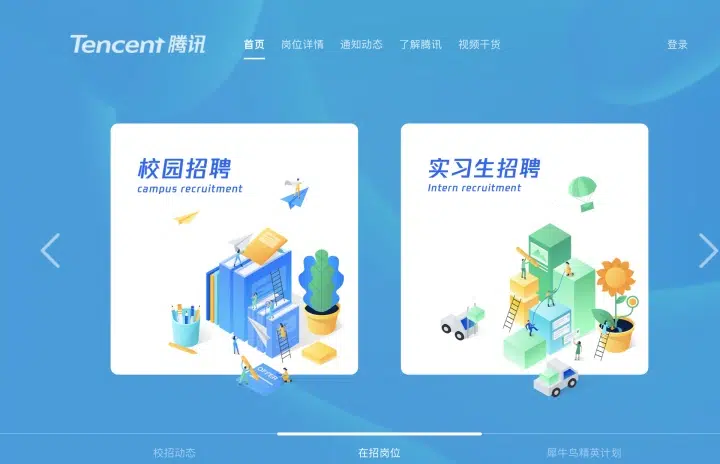 Tencent 腾讯
首页 岗位详情 通知动态 了解腾讯 视频干货 登录
校园招聘
campus recruitment
实习生招聘
Intern recruitment
OFFER
校招动态 在招岗位 犀牛鸟精英计划